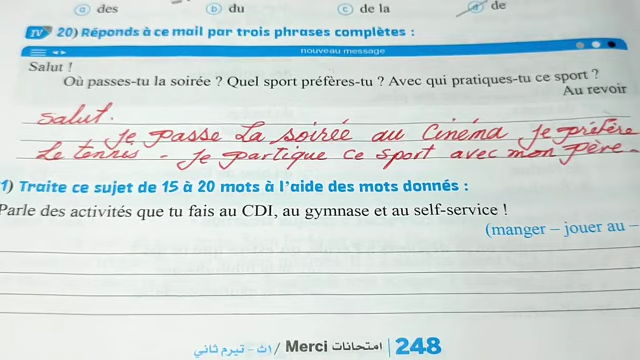 a des b du c de la d de
IV 20) Réponds à ce mail par trois phrases complètes :
nouveau message
Salut !
Où passes-tu la soirée ? Quel sport préfères-tu ? Avec qui pratiques-tu ce sport ?
Au revoir
Salut.
Je passe La soirée au Cinéma, Je préfère
Le tennis - Je partique ce sport avec mon père -
1) Traite ce sujet de 15 à 20 mots à l'aide des mots donnés :
Parle des activités que tu fais au CDI, au gymnase et au self-service !
(manger – jouer au –
248 | امتحانات Merci / ١ث - تيرم ثاني